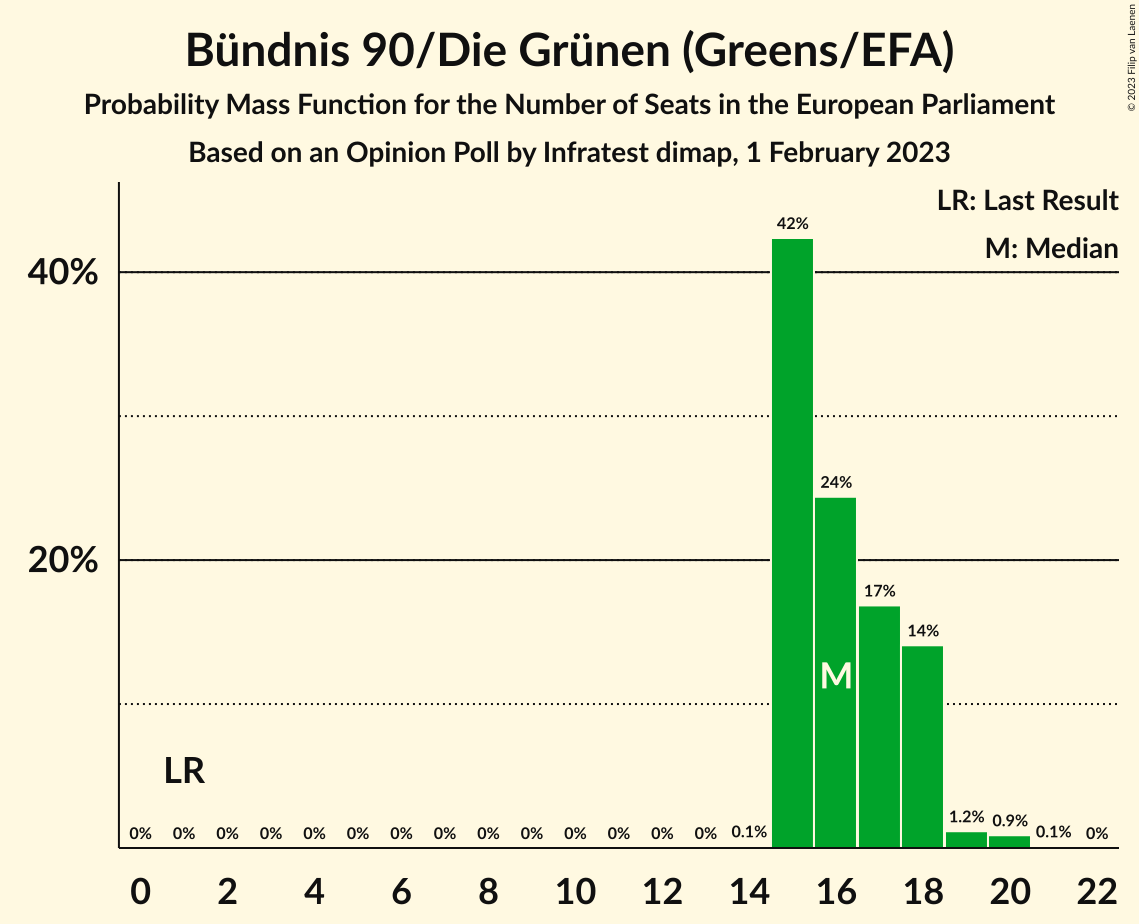 Bündnis 90/Die Grünen (Greens/EFA)
Probability Mass Function for the Number of Seats in the European Parliament
Based on an Opinion Poll by Infratest dimap, 1 February 2023
© 2023 Filip van Laenen
LR: Last Result
M: Median
42%
40%
24%
20%
17%
14%
M
LR
0% 0% 0% 0% 0% 0% 0% 0% 0% 0% 0% 0% 0% 0% 0.1% 1.2% 0.9% 0.1% 0%
0 2 4 6 8 10 12 14 16 18 20 22